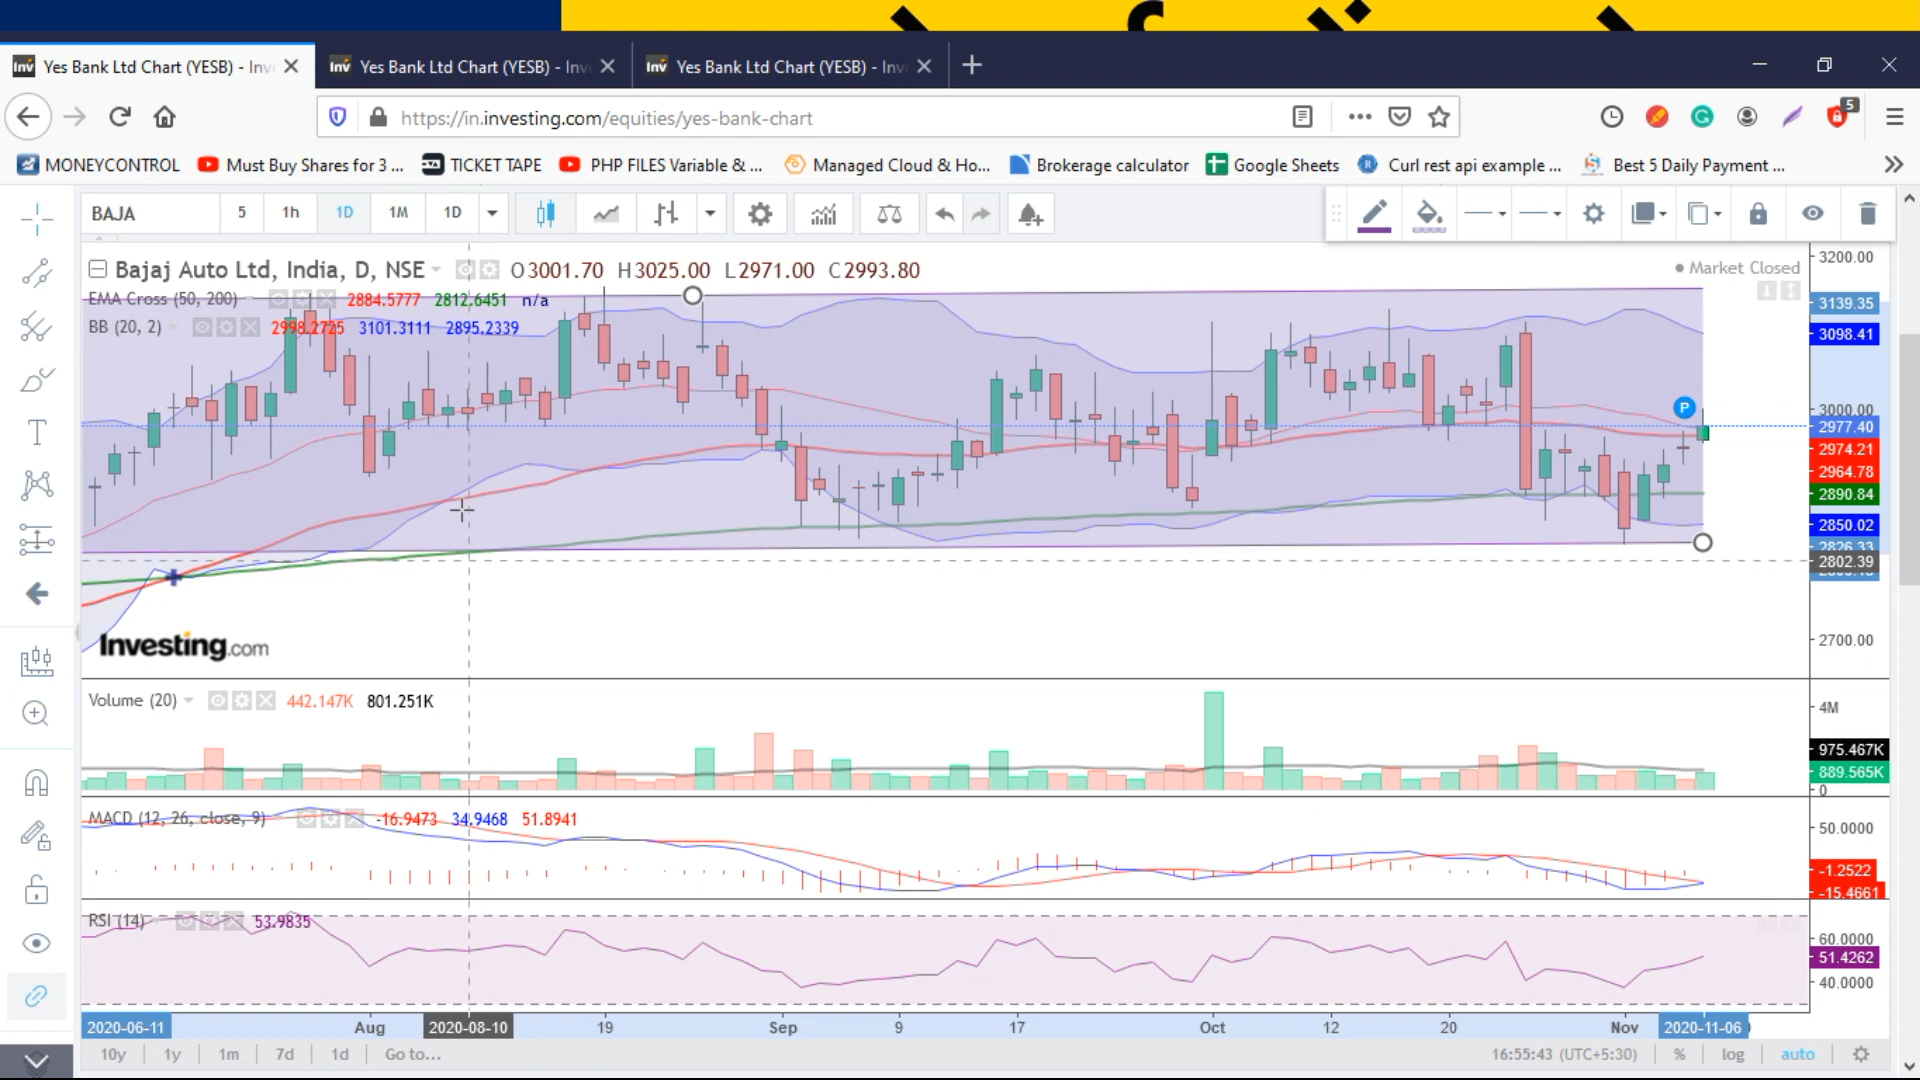 Yes Bank Ltd Chart (YESB) - Inv
Yes Bank Ltd Chart (YESB) - Inv
Yes Bank Ltd Chart (YESB) - Inv
https://in.investing.com/equities/yes-bank-chart
5
MONEYCONTROL
Must Buy Shares for 3 ...
TICKET TAPE
PHP FILES Variable & ...
Managed Cloud & Ho...
Brokerage calculator
Google Sheets
Curl rest api example ...
Best 5 Daily Payment ...
BAJA
5
1h
1D
1M
1D
Bajaj Auto Ltd, India, D, NSE
O3001.70 H3025.00 L2971.00 C2993.80
Market Closed
EMA Cross (50, 200)
2884.5777 2812.6451 n/a
BB (20, 2)
2998.2725 3101.3111 2895.2339
3200.00
3139.35
3098.41
P
3000.00
2977.40
2974.21
2964.78
2890.84
2850.02
2826.33
2802.39
2700.00
Investing.com
Volume (20)
442.147K 801.251K
4M
975.467K
889.565K
0
MACD (12, 26, close, 9)
-16.9473 34.9468 51.8941
50.0000
-1.2522
-15.4661
RSI (14)
53.9835
60.0000
51.4262
40.0000
2020-06-11
Aug
2020-08-10
19
Sep
9
17
Oct
12
20
Nov
2020-11-06
10y
1y
1m
7d
1d
Go to...
16:55:43 (UTC+5:30)
%
log
auto